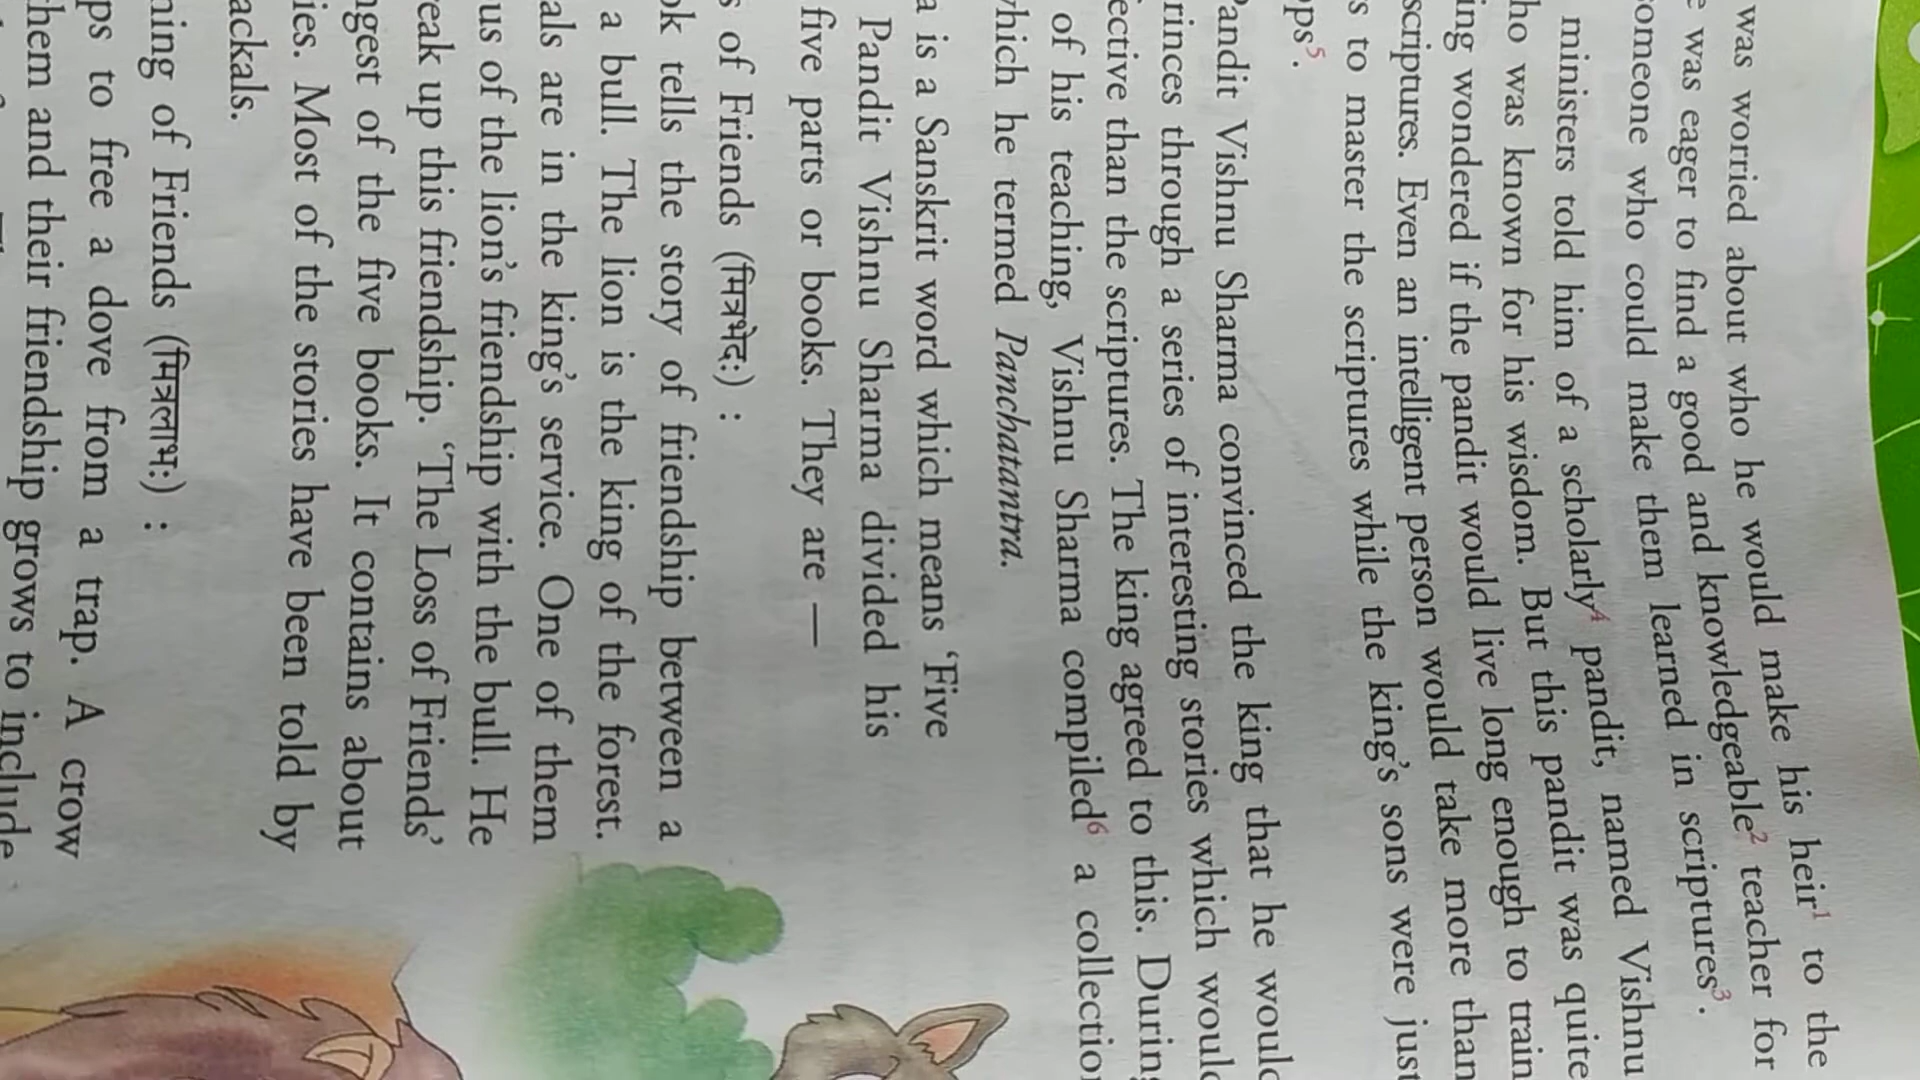 was worried about who he would make his heir¹ to the
was eager to find a good and knowledgeable² teacher for
someone who could make them learned in scriptures³.
ministers told him of a scholarly⁴ pandit, named Vishnu
who was known for his wisdom. But this pandit was quite
wondered if the pandit would live long enough to train
scriptures. Even an intelligent person would take more than
to master the scriptures while the king's sons were just
⁵.
Pandit Vishnu Sharma convinced the king that he would
princes through a series of interesting stories which would
than the scriptures. The king agreed to this. During
of his teaching, Vishnu Sharma compiled⁶ a collection
which he termed Panchatantra.
a is a Sanskrit word which means 'Five
Pandit Vishnu Sharma divided his
five parts or books. They are —
of Friends (मित्रभेदः) :
tells the story of friendship between a
a bull. The lion is the king of the forest.
are in the king's service. One of them
of the lion's friendship with the bull. He
up this friendship. 'The Loss of Friends'
of the five books. It contains about
Most of the stories have been told by
jackals.
of Friends (मित्रलाभः) :
to free a dove from a trap. A crow
them and their friendship grows to include